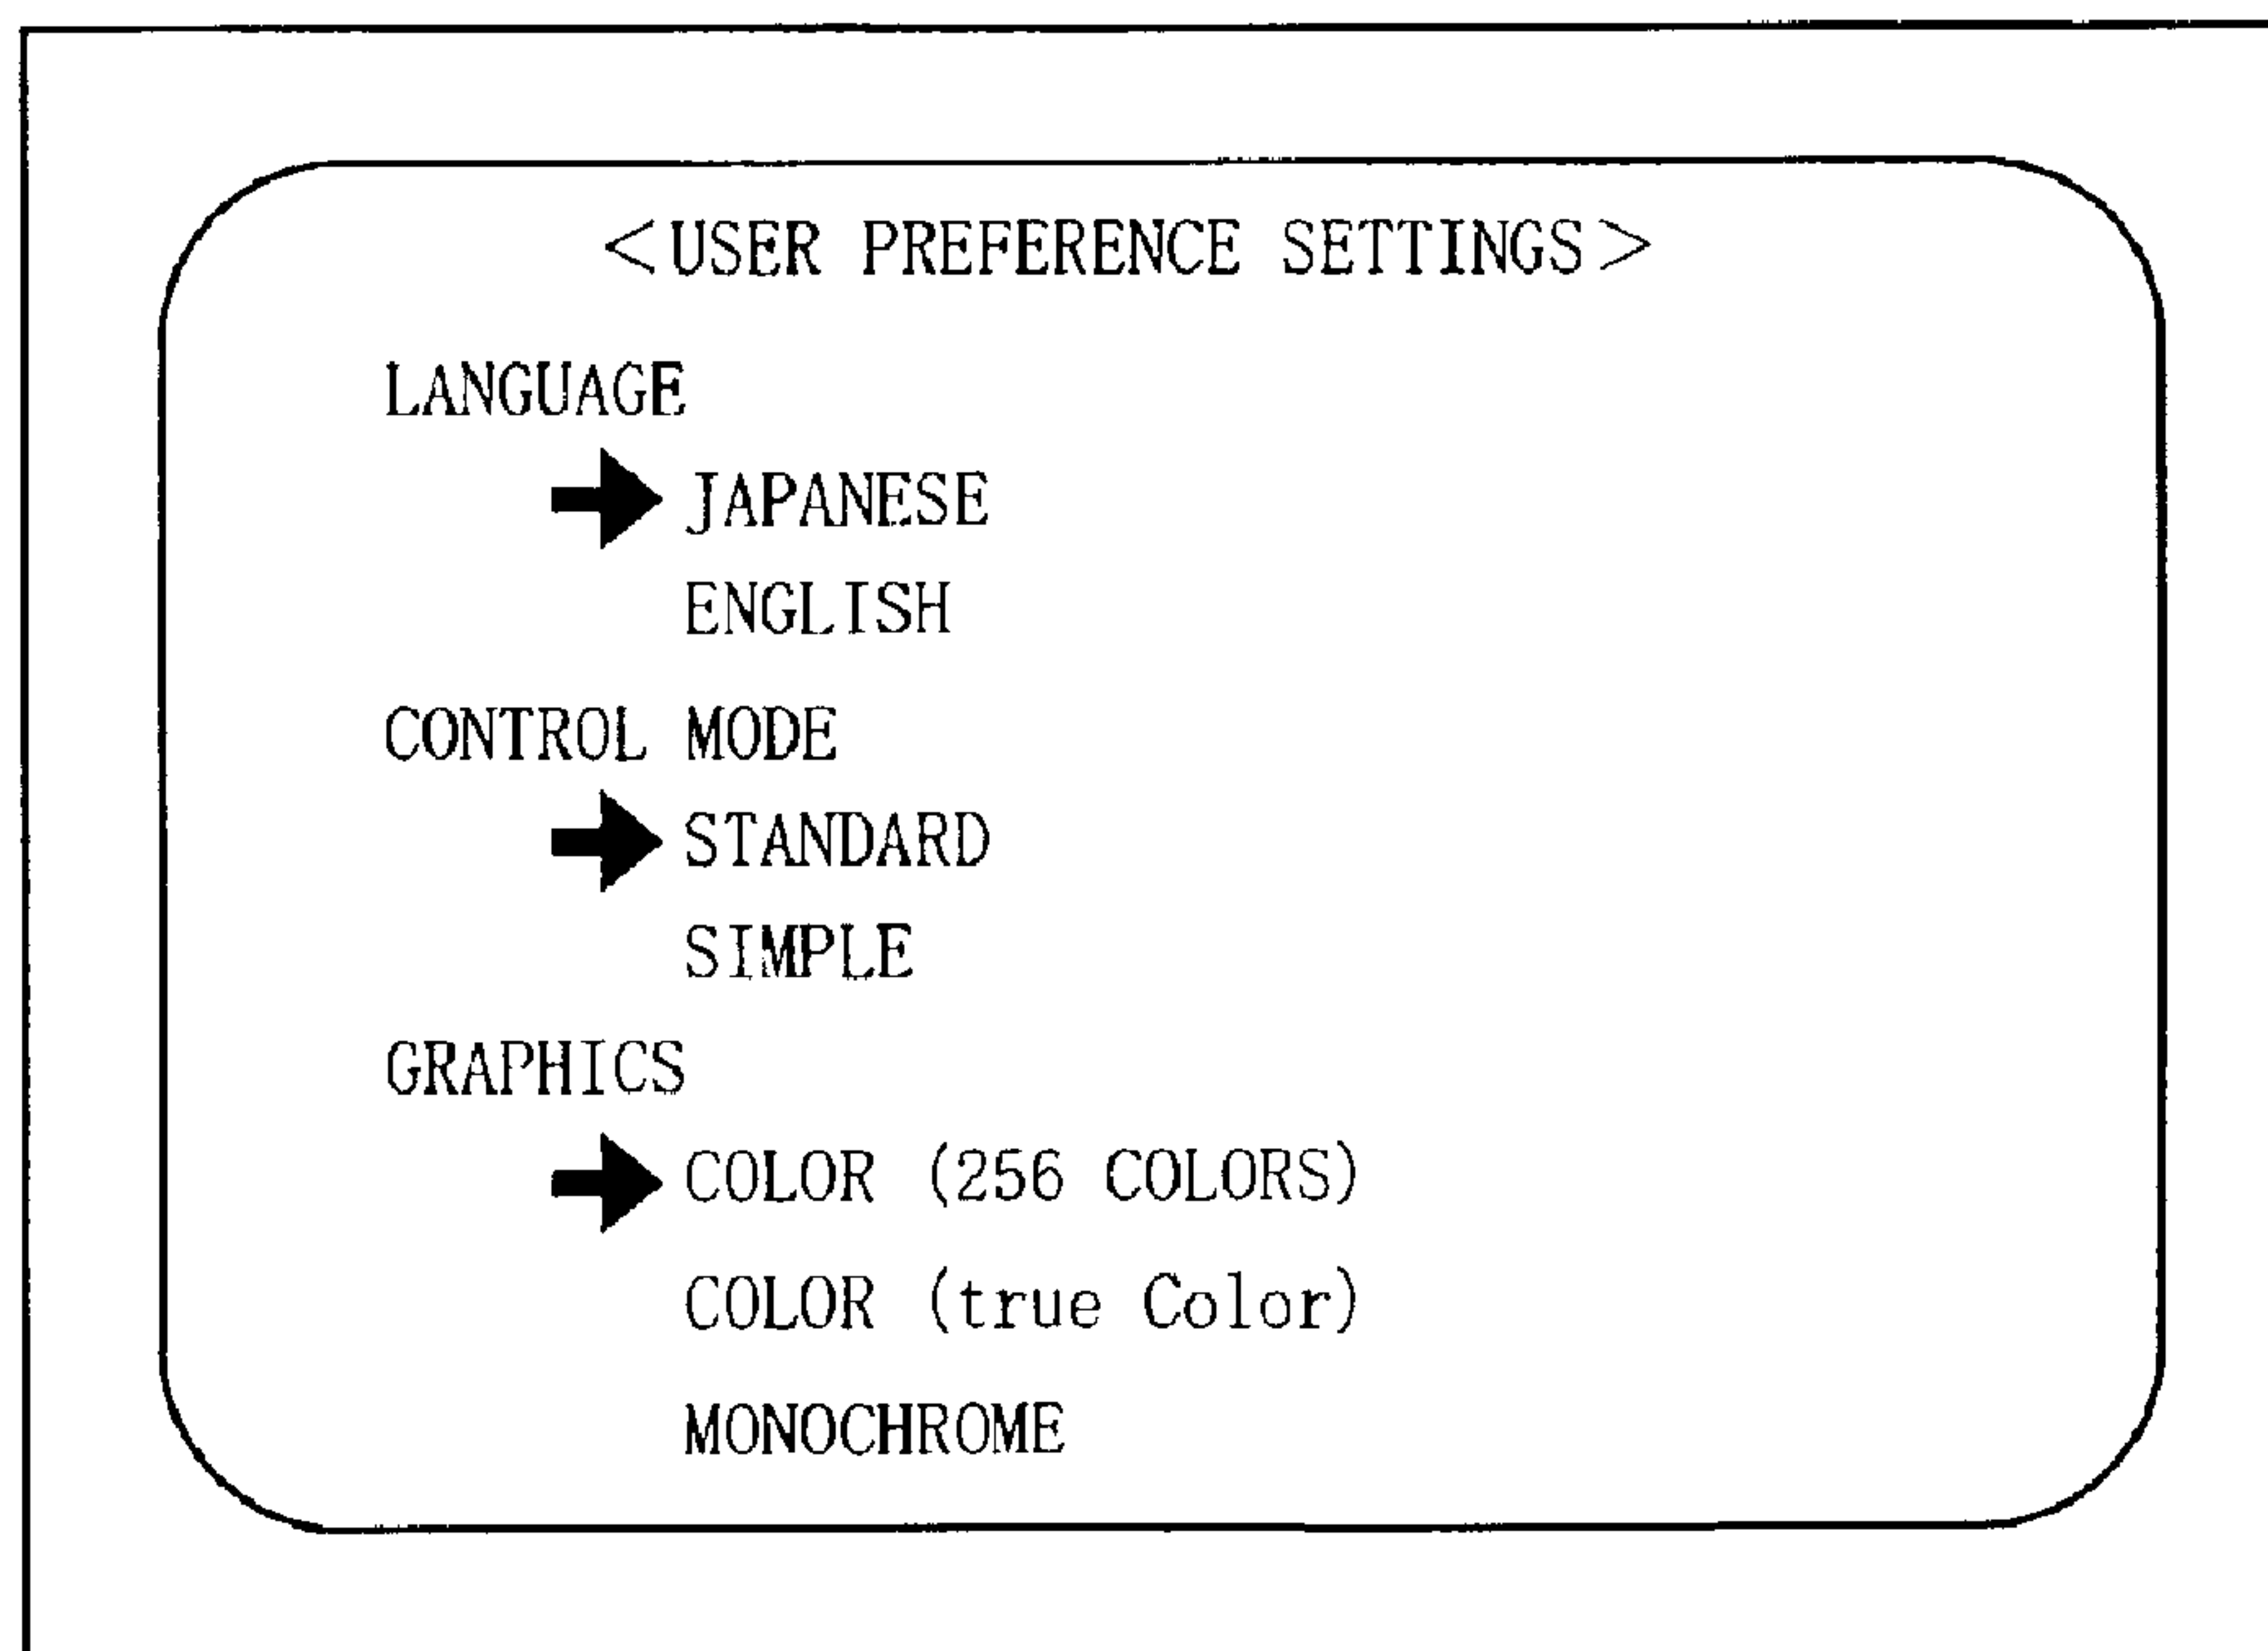 <USER PREFERENCE SETTINGS>
LANGUAGE
JAPANESE
ENGLISH
CONTROL MODE
STANDARD
SIMPLE
GRAPHICS
COLOR (256 COLORS)
COLOR (true Color)
MONOCHROME